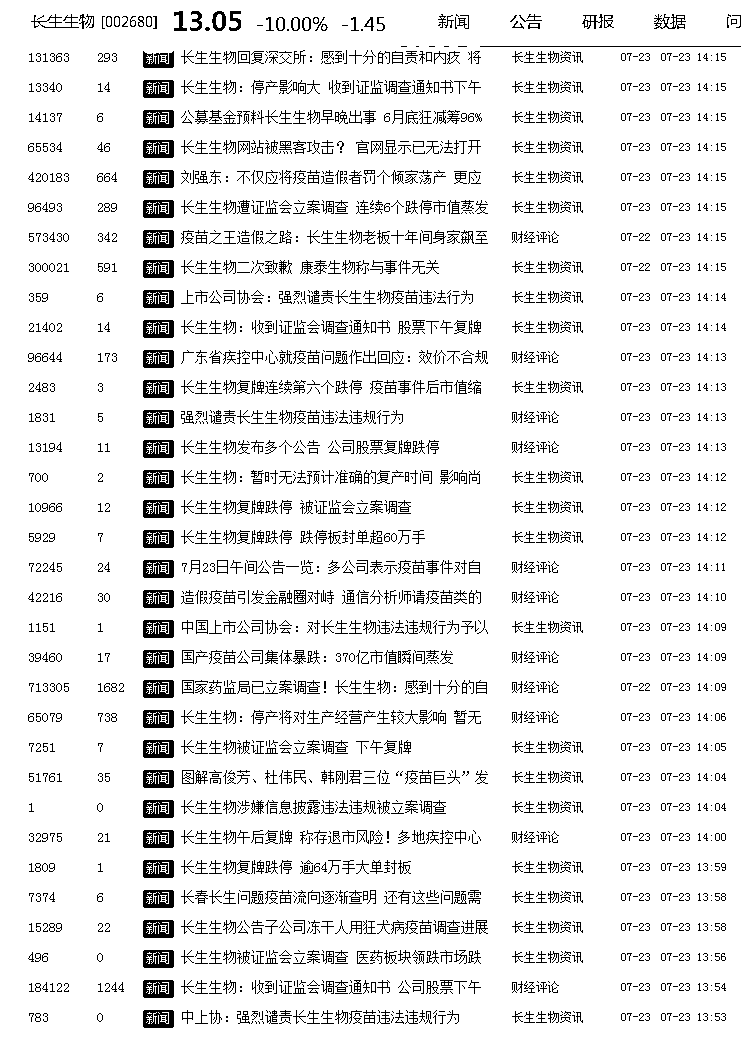 长生生物 [002680] 13.05 -10.00% -1.45 新闻 公告 研报 数据 问
131363 293 新闻 长生生物回复深交所：感到十分的自责和内疚 将 长生生物资讯 07-23 07-23 14:15
13340 14 新闻 长生生物：停产影响大 收到证监调查通知书下午 长生生物资讯 07-23 07-23 14:15
14137 6 新闻 公募基金预料长生生物早晚出事 6月底狂减筹96% 长生生物资讯 07-23 07-23 14:15
65534 46 新闻 长生生物网站被黑客攻击？ 官网显示已无法打开 长生生物资讯 07-23 07-23 14:15
420183 664 新闻 刘强东：不仅应将疫苗造假者罚个倾家荡产 更应 长生生物资讯 07-23 07-23 14:15
96493 289 新闻 长生生物遭证监会立案调查 连续6个跌停市值蒸发 长生生物资讯 07-23 07-23 14:15
573430 342 新闻 疫苗之王造假之路：长生生物老板十年间身家飙至 财经评论 07-22 07-23 14:15
300021 591 新闻 长生生物二次致歉 康泰生物称与事件无关 长生生物资讯 07-22 07-23 14:15
359 6 新闻 上市公司协会：强烈谴责长生生物疫苗违法行为 长生生物资讯 07-23 07-23 14:14
21402 14 新闻 长生生物：收到证监会调查通知书 股票下午复牌 长生生物资讯 07-23 07-23 14:14
96644 173 新闻 广东省疾控中心就疫苗问题作出回应：效价不合规 财经评论 07-23 07-23 14:13
2483 3 新闻 长生生物复牌连续第六个跌停 疫苗事件后市值缩 长生生物资讯 07-23 07-23 14:13
1831 5 新闻 强烈谴责长生生物疫苗违法违规行为 财经评论 07-23 07-23 14:13
13194 11 新闻 长生生物发布多个公告 公司股票复牌跌停 财经评论 07-23 07-23 14:13
700 2 新闻 长生生物：暂时无法预计准确的复产时间 影响尚 长生生物资讯 07-23 07-23 14:12
10966 12 新闻 长生生物复牌跌停 被证监会立案调查 长生生物资讯 07-23 07-23 14:12
5929 7 新闻 长生生物复牌跌停 跌停板封单超60万手 长生生物资讯 07-23 07-23 14:12
72245 24 新闻 7月23日午间公告一览：多公司表示疫苗事件对自 财经评论 07-23 07-23 14:11
42216 30 新闻 造假疫苗引发金融圈对峙 通信分析师请疫苗类的 财经评论 07-23 07-23 14:10
1151 1 新闻 中国上市公司协会：对长生生物违法违规行为予以 长生生物资讯 07-23 07-23 14:09
39460 17 新闻 国产疫苗公司集体暴跌：370亿市值瞬间蒸发 财经评论 07-23 07-23 14:09
713305 1682 新闻 国家药监局已立案调查！长生生物：感到十分的自 财经评论 07-22 07-23 14:09
65079 738 新闻 长生生物：停产将对生产经营产生较大影响 暂无 财经评论 07-23 07-23 14:06
7251 7 新闻 长生生物被证监会立案调查 下午复牌 长生生物资讯 07-23 07-23 14:05
51761 35 新闻 图解高俊芳、杜伟民、韩刚君三位“疫苗巨头”发 长生生物资讯 07-23 07-23 14:04
1 0 新闻 长生生物涉嫌信息披露违法违规被立案调查 长生生物资讯 07-23 07-23 14:04
32975 21 新闻 长生生物午后复牌 称存退市风险！多地疾控中心 财经评论 07-23 07-23 14:00
1809 1 新闻 长生生物复牌跌停 逾64万手大单封板 长生生物资讯 07-23 07-23 13:59
7374 6 新闻 长春长生问题疫苗流向逐渐查明 还有这些问题需 长生生物资讯 07-23 07-23 13:58
15289 22 新闻 长生生物公告子公司冻干人用狂犬病疫苗调查进展 长生生物资讯 07-23 07-23 13:58
496 0 新闻 长生生物被证监会立案调查 医药板块领跌市场跌 长生生物资讯 07-23 07-23 13:56
184122 1244 新闻 长生生物：收到证监会调查通知书 公司股票下午 财经评论 07-23 07-23 13:54
783 0 新闻 中上协：强烈谴责长生生物疫苗违法违规行为 长生生物资讯 07-23 07-23 13:53